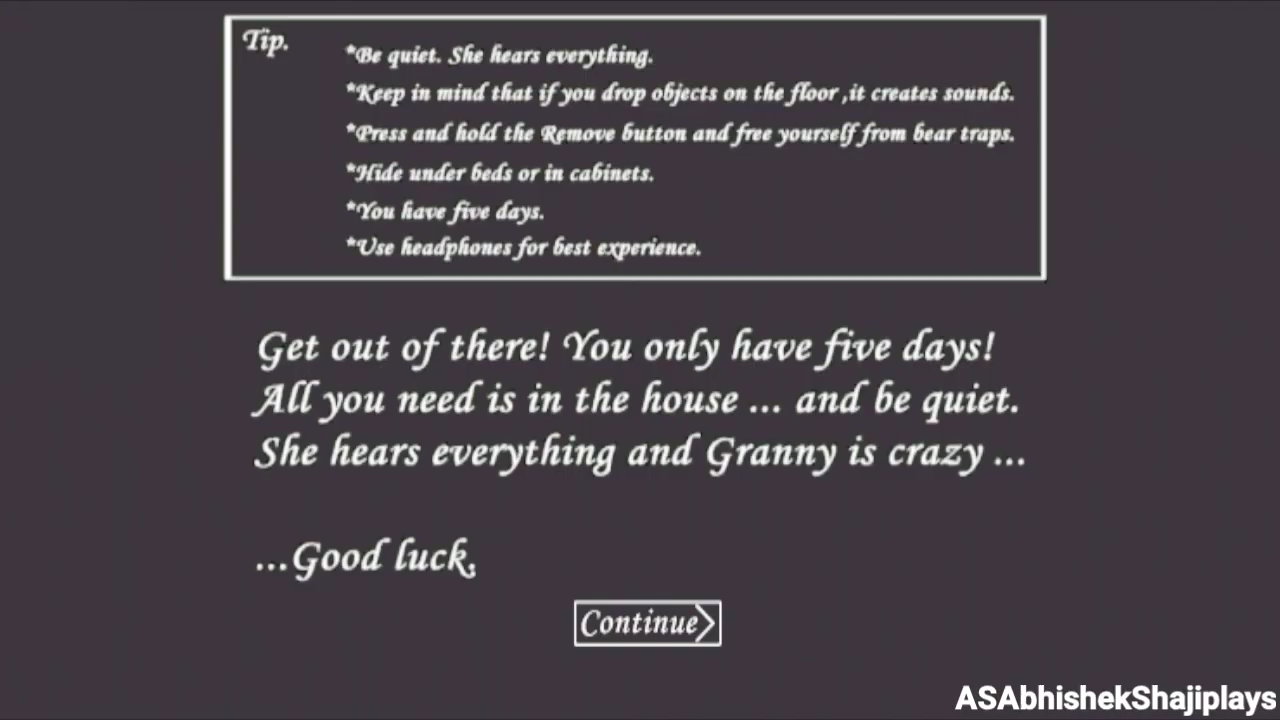 Tip.
*Be quiet. She hears everything.
*Keep in mind that if you drop objects on the floor ,it creates sounds.
*Press and hold the Remove button and free yourself from bear traps.
*Hide under beds or in cabinets.
*You have five days.
*Use headphones for best experience.
Get out of there! You only have five days!
All you need is in the house ... and be quiet.
She hears everything and Granny is crazy ...
...Good luck.
Continue>
ASAbhishekShajiplays